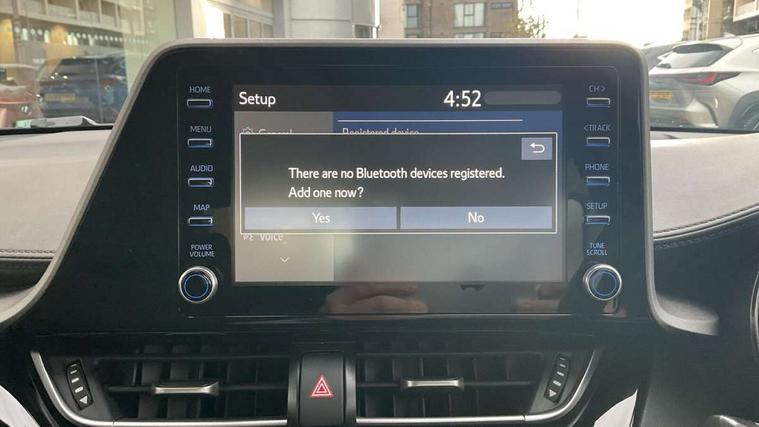 HOME
MENU
AUDIO
MAP
POWER
VOLUME
Setup
4:52
General
Registered device
There are no Bluetooth devices registered.
Add one now?
Yes
No
Voice
CH >
< TRACK
PHONE
SETUP
TUNE
SCROLL